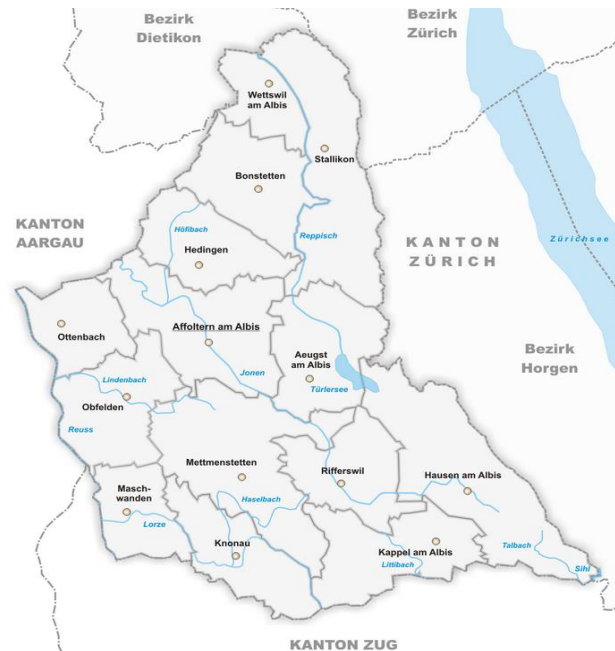 Bezirk
Dietikon
Bezirk
Zürich
Wettswil
am Albis
Stallikon
Bonstetten
KANTON
AARGAU
Höfibach
Reppisch
KANTON
ZÜRICH
Zürichsee
Hedingen
Ottenbach
Affoltern am Albis
Aeugst
am Albis
Bezirk
Horgen
Lindenbach
Jonen
Türlersee
Obfelden
Reuss
Mettmenstetten
Rifferswil
Hausen am Albis
Masch-
wanden
Haselbach
Lorze
Knonau
Kappel am Albis
Talbach
Littibach
Sihl
KANTON ZUG